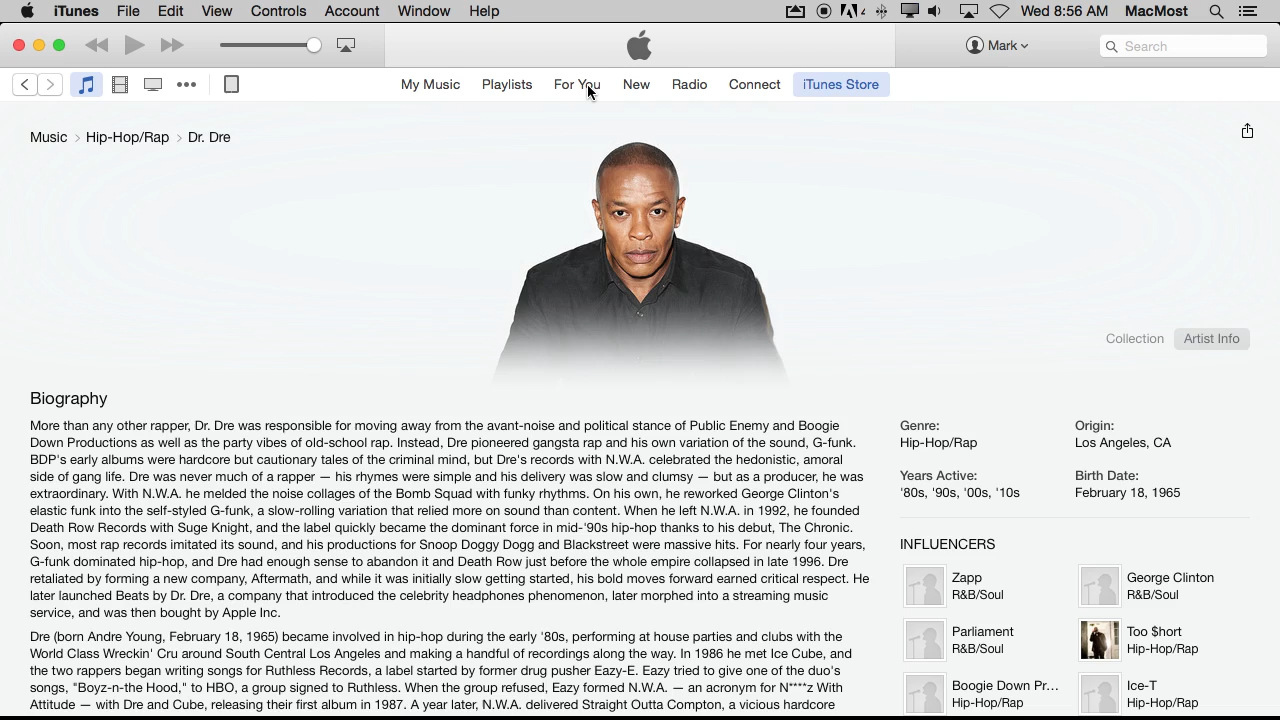 iTunes File Edit View Controls Account Window Help 4 Wed 8:56 AM MacMost
Mark Search
My Music Playlists For You New Radio Connect iTunes Store
Music > Hip-Hop/Rap > Dr. Dre
Collection Artist Info
Biography
More than any other rapper, Dr. Dre was responsible for moving away from the avant-noise and political stance of Public Enemy and Boogie
Down Productions as well as the party vibes of old-school rap. Instead, Dre pioneered gangsta rap and his own variation of the sound, G-funk.
BDP's early albums were hardcore but cautionary tales of the criminal mind, but Dre's records with N.W.A. celebrated the hedonistic, amoral
side of gang life. Dre was never much of a rapper — his rhymes were simple and his delivery was slow and clumsy — but as a producer, he was
extraordinary. With N.W.A. he melded the noise collages of the Bomb Squad with funky rhythms. On his own, he reworked George Clinton's
elastic funk into the self-styled G-funk, a slow-rolling variation that relied more on sound than content. When he left N.W.A. in 1992, he founded
Death Row Records with Suge Knight, and the label quickly became the dominant force in mid-'90s hip-hop thanks to his debut, The Chronic.
Soon, most rap records imitated its sound, and his productions for Snoop Doggy Dogg and Blackstreet were massive hits. For nearly four years,
G-funk dominated hip-hop, and Dre had enough sense to abandon it and Death Row just before the whole empire collapsed in late 1996. Dre
retaliated by forming a new company, Aftermath, and while it was initially slow getting started, his bold moves forward earned critical respect. He
later launched Beats by Dr. Dre, a company that introduced the celebrity headphones phenomenon, later morphed into a streaming music
service, and was then bought by Apple Inc.
Dre (born Andre Young, February 18, 1965) became involved in hip-hop during the early '80s, performing at house parties and clubs with the
World Class Wreckin' Cru around South Central Los Angeles and making a handful of recordings along the way. In 1986 he met Ice Cube, and
the two rappers began writing songs for Ruthless Records, a label started by former drug pusher Eazy-E. Eazy tried to give one of the duo's
songs, "Boyz-n-the Hood," to HBO, a group signed to Ruthless. When the group refused, Eazy formed N.W.A. — an acronym for N****z With
Attitude — with Dre and Cube, releasing their first album in 1987. A year later, N.W.A. delivered Straight Outta Compton, a vicious hardcore
Genre: Origin:
Hip-Hop/Rap Los Angeles, CA
Years Active: Birth Date:
'80s, '90s, '00s, '10s February 18, 1965
INFLUENCERS
Zapp George Clinton
R&B/Soul R&B/Soul
Parliament Too $hort
R&B/Soul Hip-Hop/Rap
Boogie Down Pr... Ice-T
Hip-Hop/Rap Hip-Hop/Rap